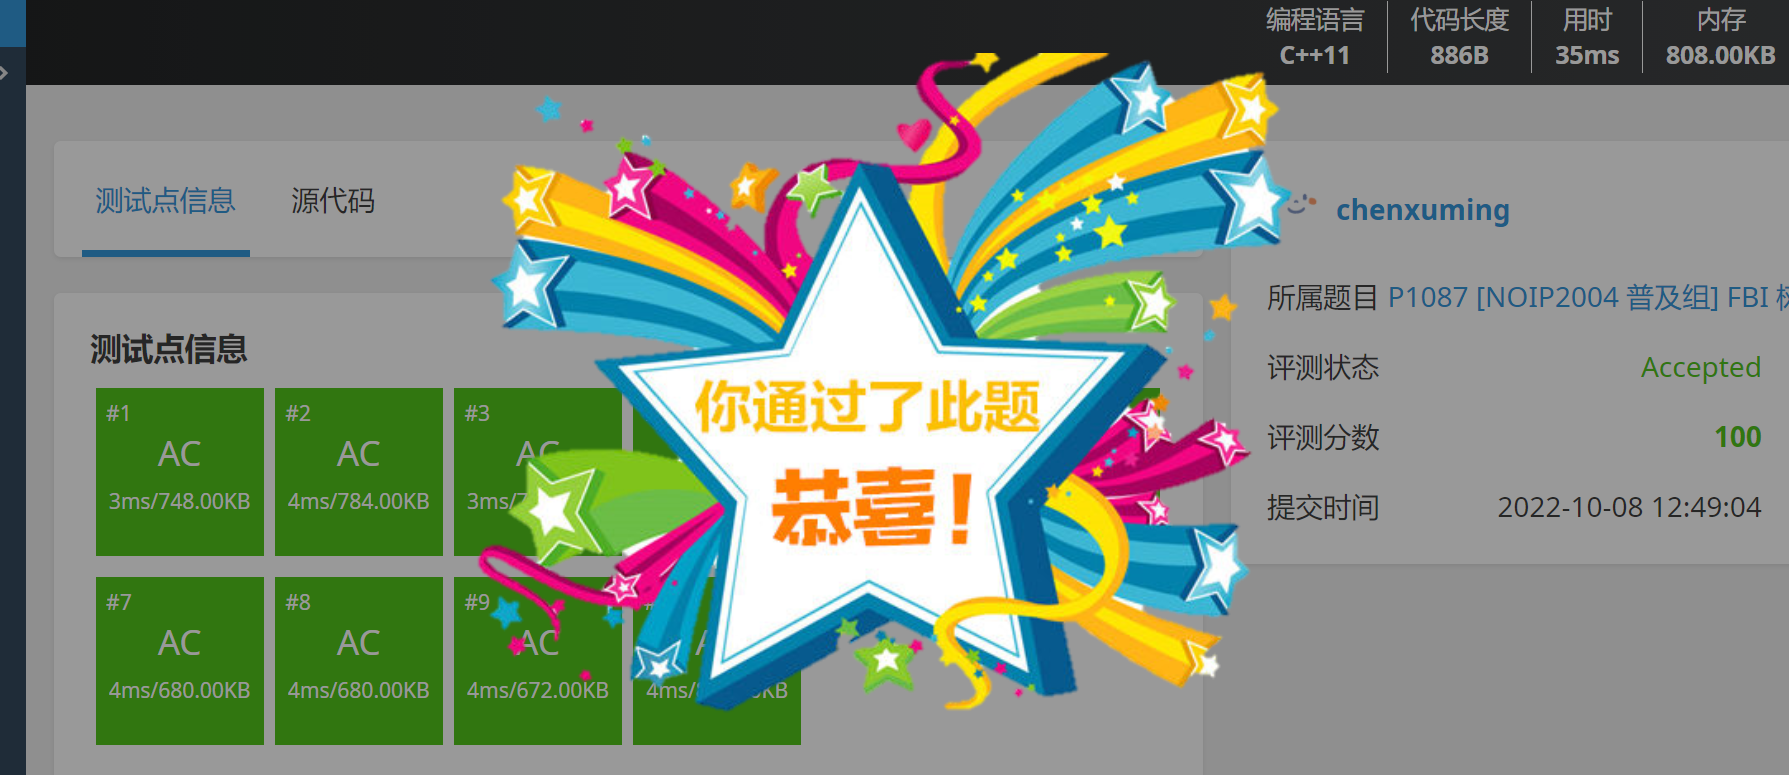 编程语言 代码长度 用时 内存
C++11 886B 35ms 808.00KB
测试点信息 源代码
chenxuming
所属题目 P1087 [NOIP2004 普及组] FBI
评测状态 Accepted
评测分数 100
提交时间 2022-10-08 12:49:04
测试点信息
#1 #2 #3
AC AC AC
3ms/748.00KB 4ms/784.00KB 3ms/7
你通过了此题
恭喜!
#7 #8 #9
AC AC AC
4ms/680.00KB 4ms/680.00KB 4ms/672.00KB 4ms/